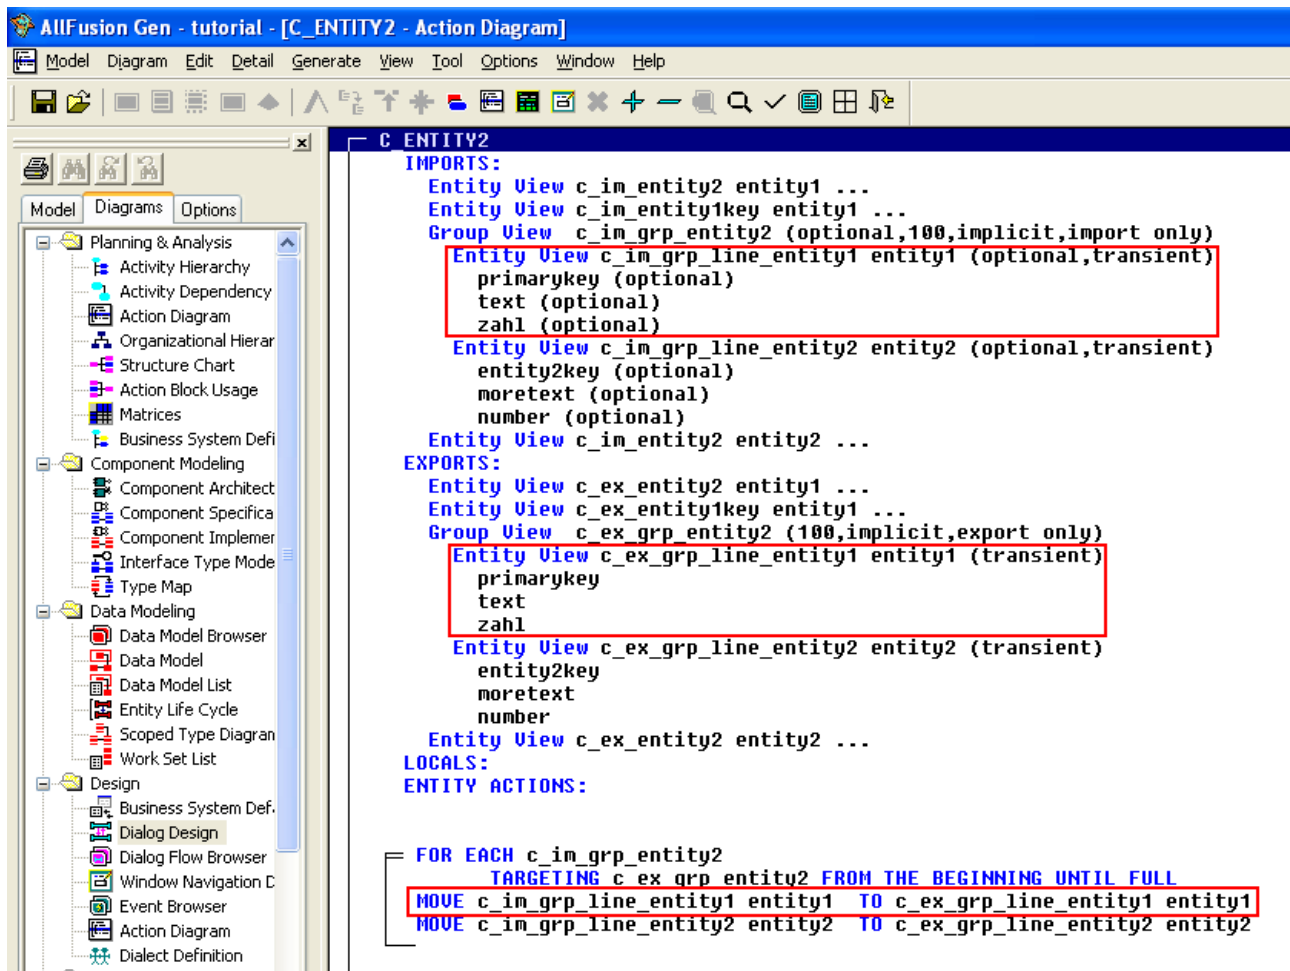 AllFusion Gen - tutorial - [C_ENTITY2 - Action Diagram]
Model Diagram Edit Detail Generate View Tool Options Window Help
Model Diagrams Options
Planning & Analysis
Activity Hierarchy
Activity Dependency
Action Diagram
Organizational Hierar
Structure Chart
Action Block Usage
Matrices
Business System Defi
Component Modeling
Component Architect
Component Specifica
Component Implemer
Interface Type Mode
Type Map
Data Modeling
Data Model Browser
Data Model
Data Model List
Entity Life Cycle
Scoped Type Diagran
Work Set List
Design
Business System Def.
Dialog Design
Dialog Flow Browser
Window Navigation D
Event Browser
Action Diagram
Dialect Definition
C_ENTITY2
IMPORTS:
Entity View c_im_entity2 entity1 ...
Entity View c_im_entity1key entity1 ...
Group View c_im_grp_entity2 (optional,100,implicit,import only)
Entity View c_im_grp_line_entity1 entity1 (optional,transient)
primarykey (optional)
text (optional)
zahl (optional)
Entity View c_im_grp_line_entity2 entity2 (optional,transient)
entity2key (optional)
moretext (optional)
number (optional)
Entity View c_im_entity2 entity2 ...
EXPORTS:
Entity View c_ex_entity2 entity1 ...
Entity View c_ex_entity1key entity1 ...
Group View c_ex_grp_entity2 (100,implicit,export only)
Entity View c_ex_grp_line_entity1 entity1 (transient)
primarykey
text
zahl
Entity View c_ex_grp_line_entity2 entity2 (transient)
entity2key
moretext
number
Entity View c_ex_entity2 entity2 ...
LOCALS:
ENTITY ACTIONS:
FOR EACH c_im_grp_entity2
TARGETING c_ex_grp_entity2 FROM THE BEGINNING UNTIL FULL
MOVE c_im_grp_line_entity1 entity1 TO c_ex_grp_line_entity1 entity1
MOVE c_im_grp_line_entity2 entity2 TO c_ex_grp_line_entity2 entity2